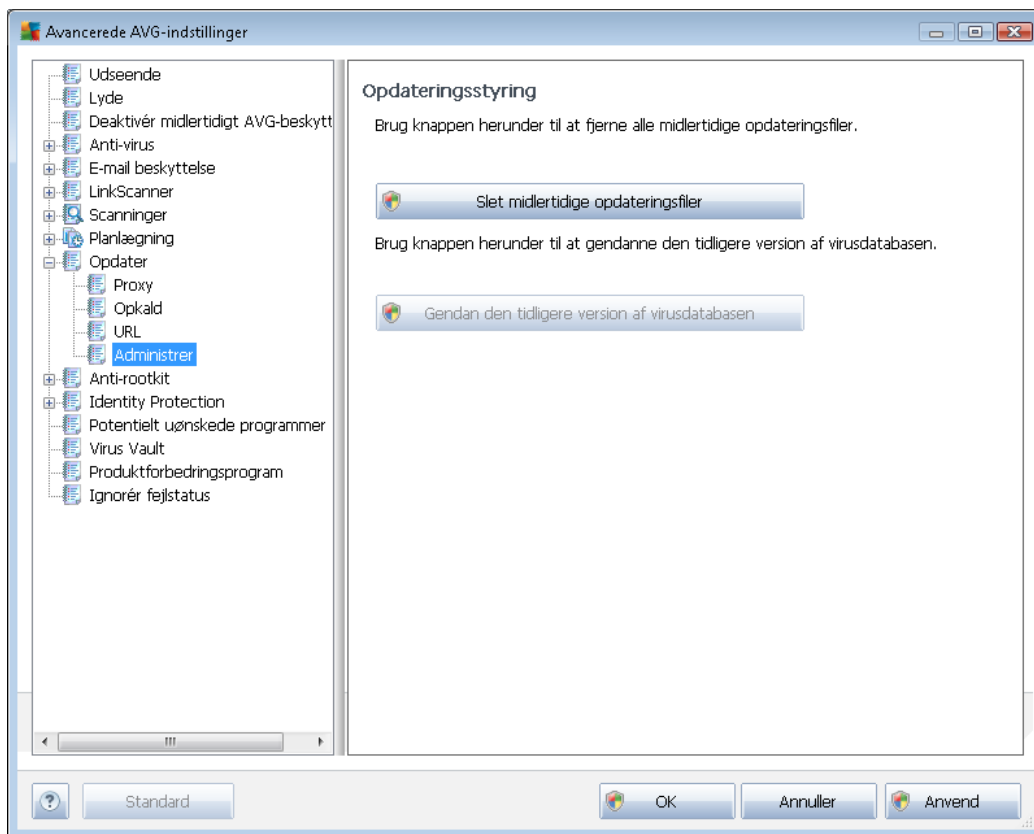 Avancerede AVG-indstillinger
Udseende
Lyde
Deaktivér midlertidigt AVG-beskytt
Anti-virus
E-mail beskyttelse
LinkScanner
Scanninger
Planlægning
Opdater
Proxy
Opkald
URL
Administrer
Anti-rootkit
Identity Protection
Potentielt uønskede programmer
Virus Vault
Produktforbedringsprogram
Ignorér fejlstatus
Opdateringsstyring
Brug knappen herunder til at fjerne alle midlertidige opdateringsfiler.
Slet midlertidige opdateringsfiler
Brug knappen herunder til at gendanne den tidligere version af virusdatabasen.
Gendan den tidligere version af virusdatabasen
? Standard OK Annuller Anvend